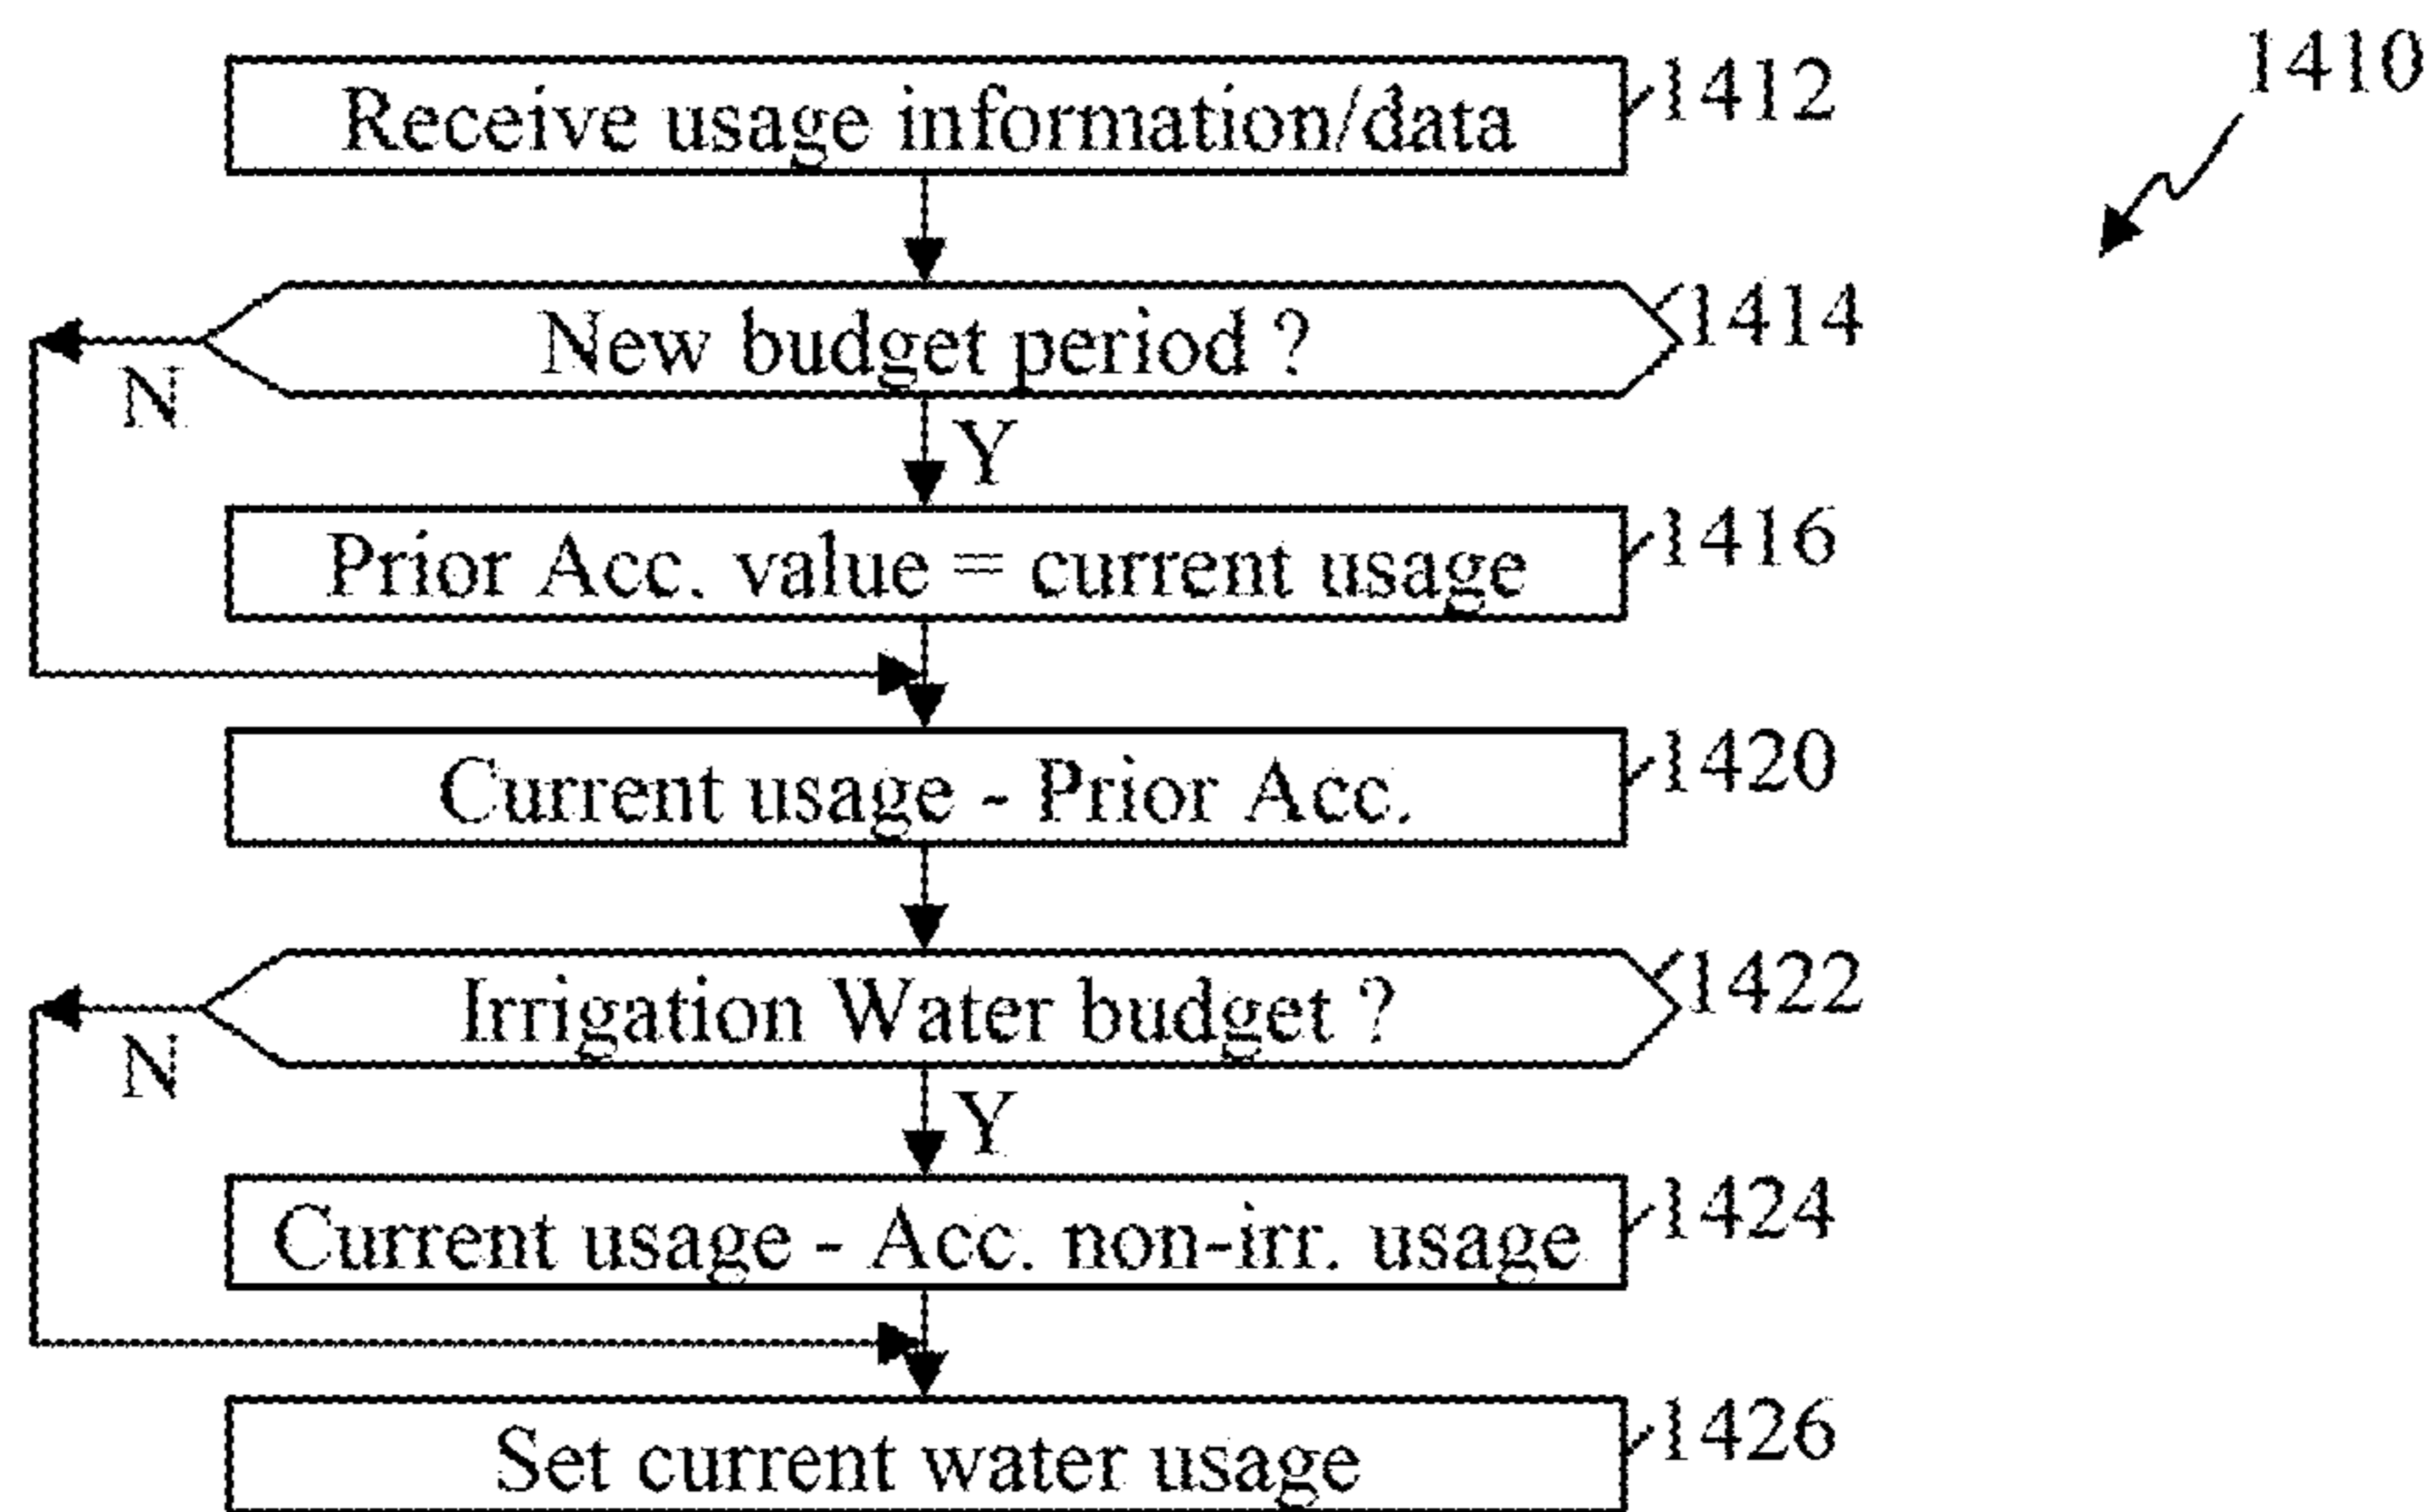 1410
Receive usage information/data 1412
New budget period ? 1414
N
Y
Prior Acc. value = current usage 1416
Current usage - Prior Acc. 1420
Irrigation Water budget ? 1422
N
Y
Current usage - Acc. non-irr. usage 1424
Set current water usage 1426